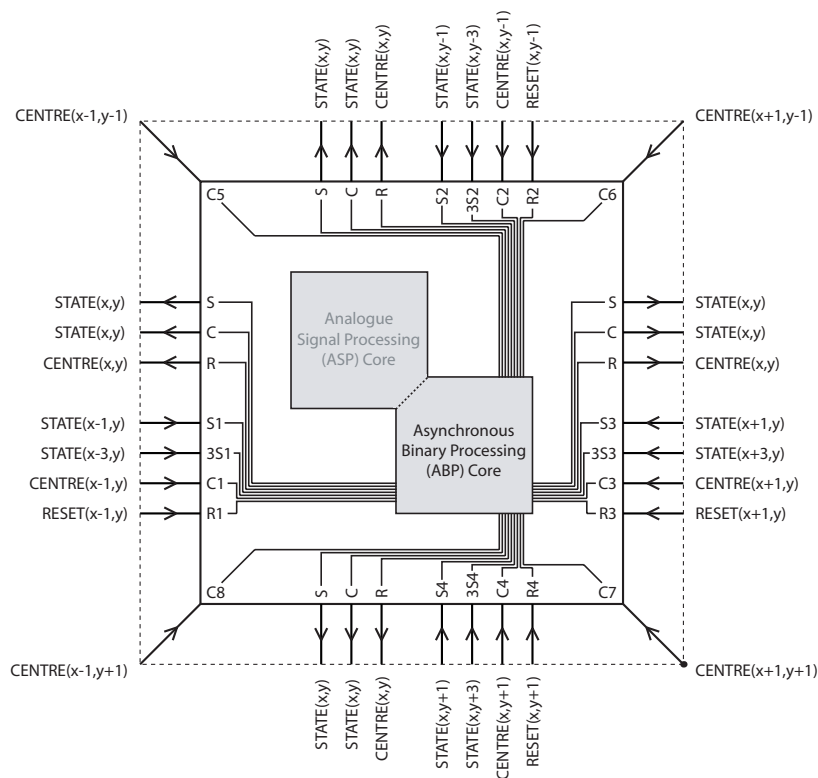 STATE(x,y)
STATE(x,y)
CENTRE(x,y)
STATE(x,y-1)
STATE(x,y-3)
CENTRE(x,y-1)
RESET(x,y-1)
CENTRE(x-1,y-1)
CENTRE(x+1,y-1)
C5
S
C
R
S2
3S2
C2
R2
C6
STATE(x,y)
S
S
STATE(x,y)
STATE(x,y)
C
C
STATE(x,y)
CENTRE(x,y)
R
R
CENTRE(x,y)
Analogue
Signal Processing
(ASP) Core
STATE(x-1,y)
S1
S3
STATE(x+1,y)
STATE(x-3,y)
3S1
3S3
STATE(x+3,y)
CENTRE(x-1,y)
C1
C3
CENTRE(x+1,y)
RESET(x-1,y)
R1
R3
RESET(x+1,y)
Asynchronous
Binary Processing
(ABP) Core
C8
S
C
R
S4
3S4
C4
R4
C7
CENTRE(x-1,y+1)
CENTRE(x+1,y+1)
STATE(x,y)
STATE(x,y)
CENTRE(x,y)
STATE(x,y+1)
STATE(x,y+3)
CENTRE(x,y+1)
RESET(x,y+1)